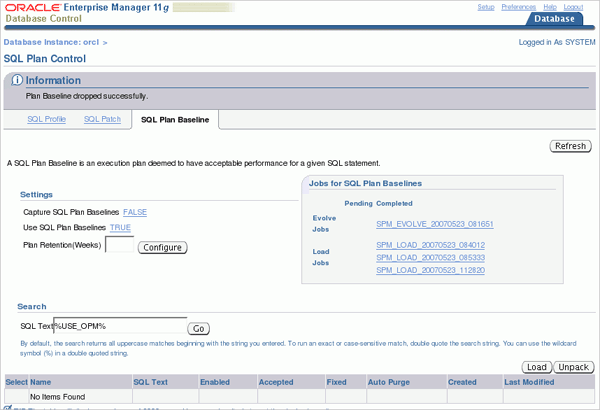 ORACLE Enterprise Manager 11g
Database Control
Setup Preferences Help Logout
Database
Database Instance: orcl >
Logged in As SYSTEM
SQL Plan Control
Information
Plan Baseline dropped successfully.
SQL Profile SQL Patch SQL Plan Baseline
Refresh
A SQL Plan Baseline is an execution plan deemed to have acceptable performance for a given SQL statement.
Settings
Capture SQL Plan Baselines FALSE
Use SQL Plan Baselines TRUE
Plan Retention(Weeks) Configure
Jobs for SQL Plan Baselines
Pending Completed
Evolve Jobs SPM_EVOLVE_20070523_081651
Load Jobs SPM_LOAD_20070523_084012
SPM_LOAD_20070523_085333
SPM_LOAD_20070523_112820
Search
SQL Text %USE_OPM% Go
By default, the search returns all uppercase matches beginning with the string you entered. To run an exact or case-sensitive match, double quote the search string. You can use the wildcard
symbol (%) in a double quoted string.
Load Unpack
Select Name SQL Text Enabled Accepted Fixed Auto Purge Created Last Modified
No Items Found